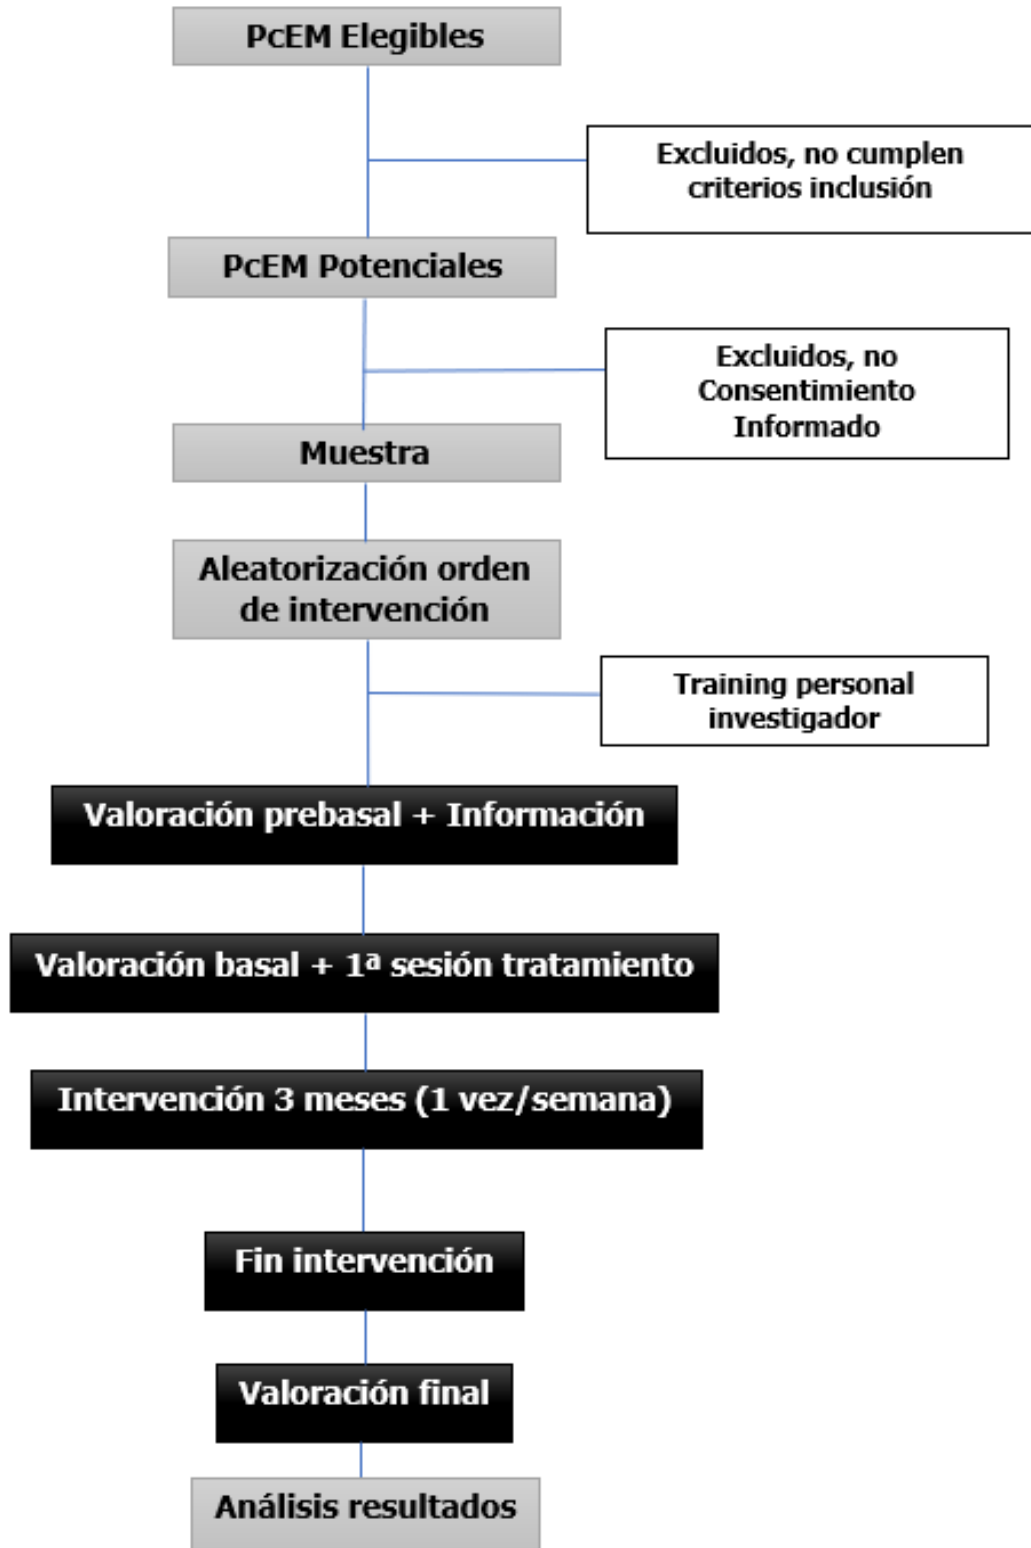 PcEM Elegibles
Excluidos, no cumplen
criterios inclusión
PcEM Potenciales
Excluidos, no
Consentimiento
Informado
Muestra
Aleatorización orden
de intervención
Training personal
investigador
Valoración prebasal + Información
Valoración basal + 1ª sesión tratamiento
Intervención 3 meses (1 vez/semana)
Fin intervención
Valoración final
Análisis resultados